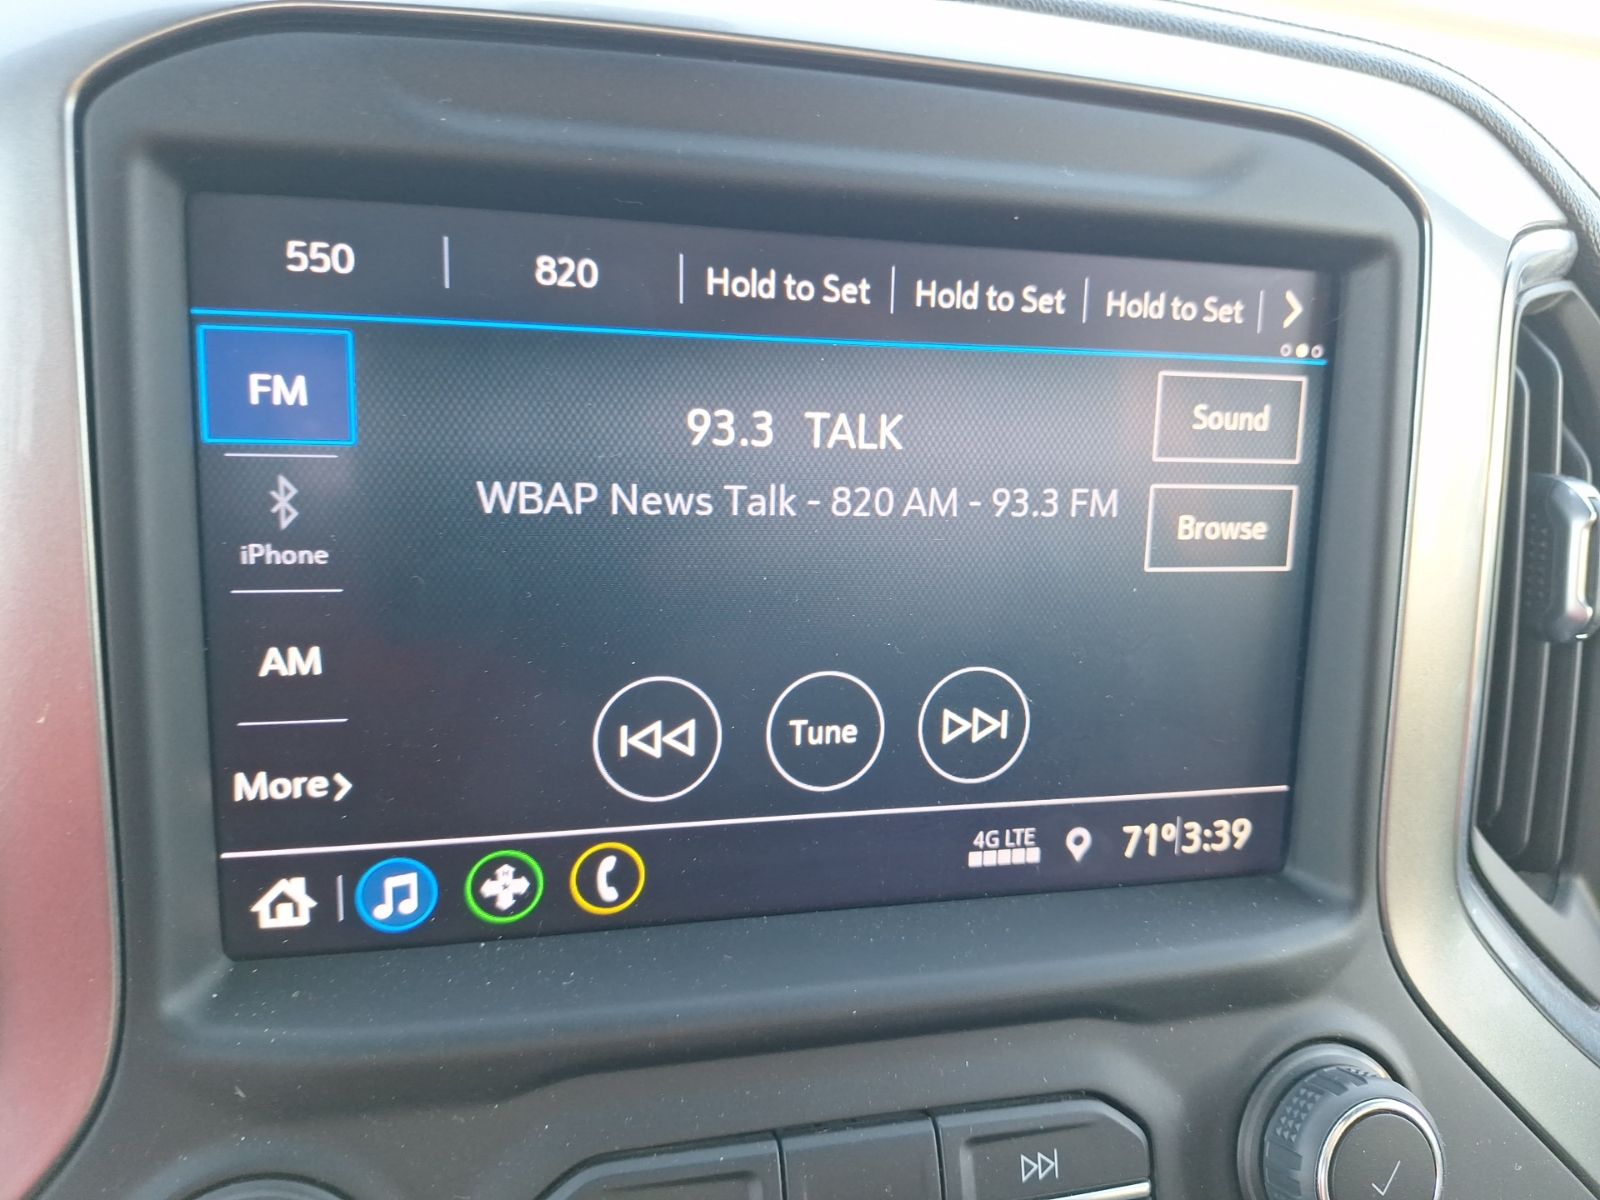 550 820 Hold to Set Hold to Set Hold to Set
FM
93.3 TALK
Sound
WBAP News Talk - 820 AM - 93.3 FM
Browse
iPhone
AM
Tune
More
4G LTE
71° 3:39